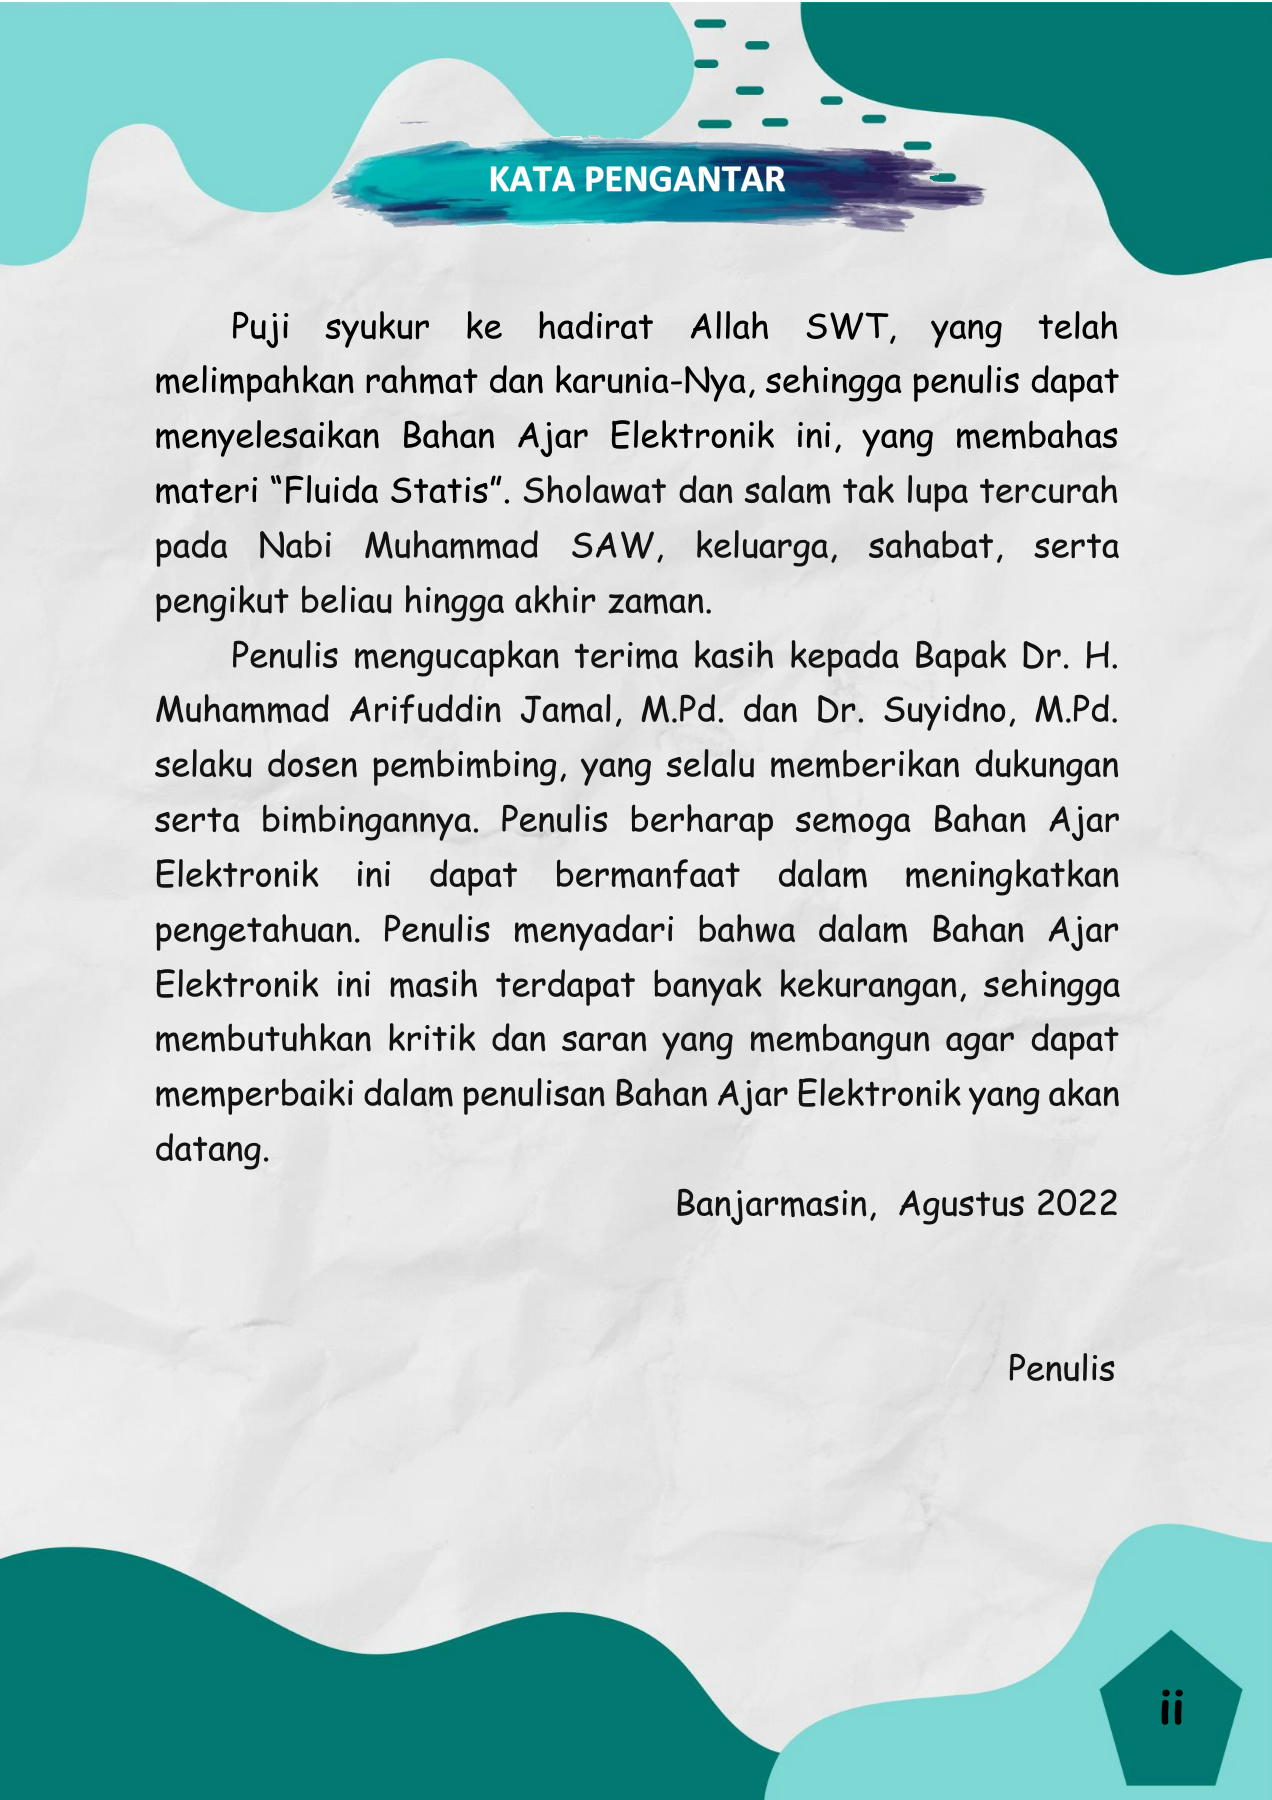 KATA PENGANTAR
Puji syukur ke hadirat Allah SWT, yang telah
melimpahkan rahmat dan karunia-Nya, sehingga penulis dapat
menyelesaikan Bahan Ajar Elektronik ini, yang membahas
materi “Fluida Statis”. Sholawat dan salam tak lupa tercurah
pada Nabi Muhammad SAW, keluarga, sahabat, serta
pengikut beliau hingga akhir zaman.
Penulis mengucapkan terima kasih kepada Bapak Dr. H.
Muhammad Arifuddin Jamal, M.Pd. dan Dr. Suyidno, M.Pd.
selaku dosen pembimbing, yang selalu memberikan dukungan
serta bimbingannya. Penulis berharap semoga Bahan Ajar
Elektronik ini dapat bermanfaat dalam meningkatkan
pengetahuan. Penulis menyadari bahwa dalam Bahan Ajar
Elektronik ini masih terdapat banyak kekurangan, sehingga
membutuhkan kritik dan saran yang membangun agar dapat
memperbaiki dalam penulisan Bahan Ajar Elektronik yang akan
datang.
Banjarmasin,  Agustus 2022
Penulis
ii